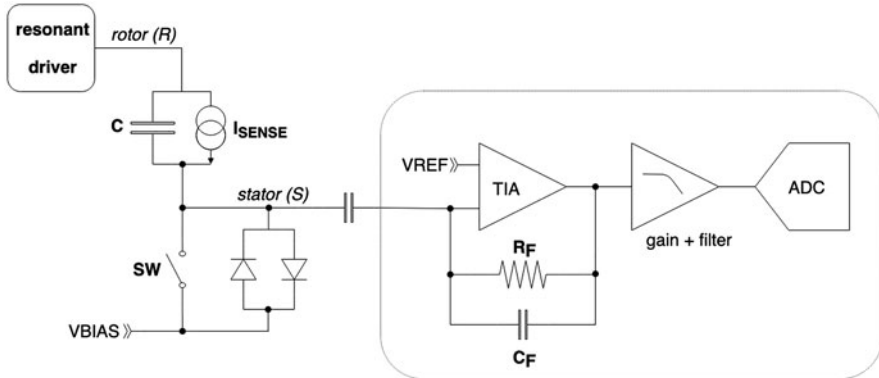 resonant
driver
rotor (R)
C
ISENSE
stator (S)
SW
VBIAS
VREF
TIA
RF
CF
gain + filter
ADC